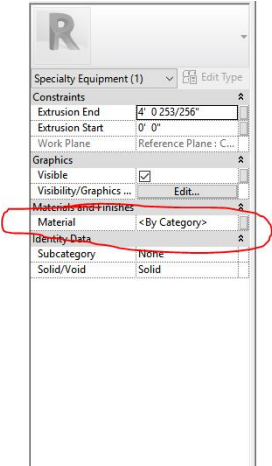 R
Specialty Equipment (1) Edit Type
Constraints
Extrusion End 4' 0 253/256"
Extrusion Start 0' 0"
Work Plane Reference Plane : C...
Graphics
Visible
Visibility/Graphics ... Edit...
Materials and Finishes
Material <By Category>
Identity Data
Subcategory None
Solid/Void Solid